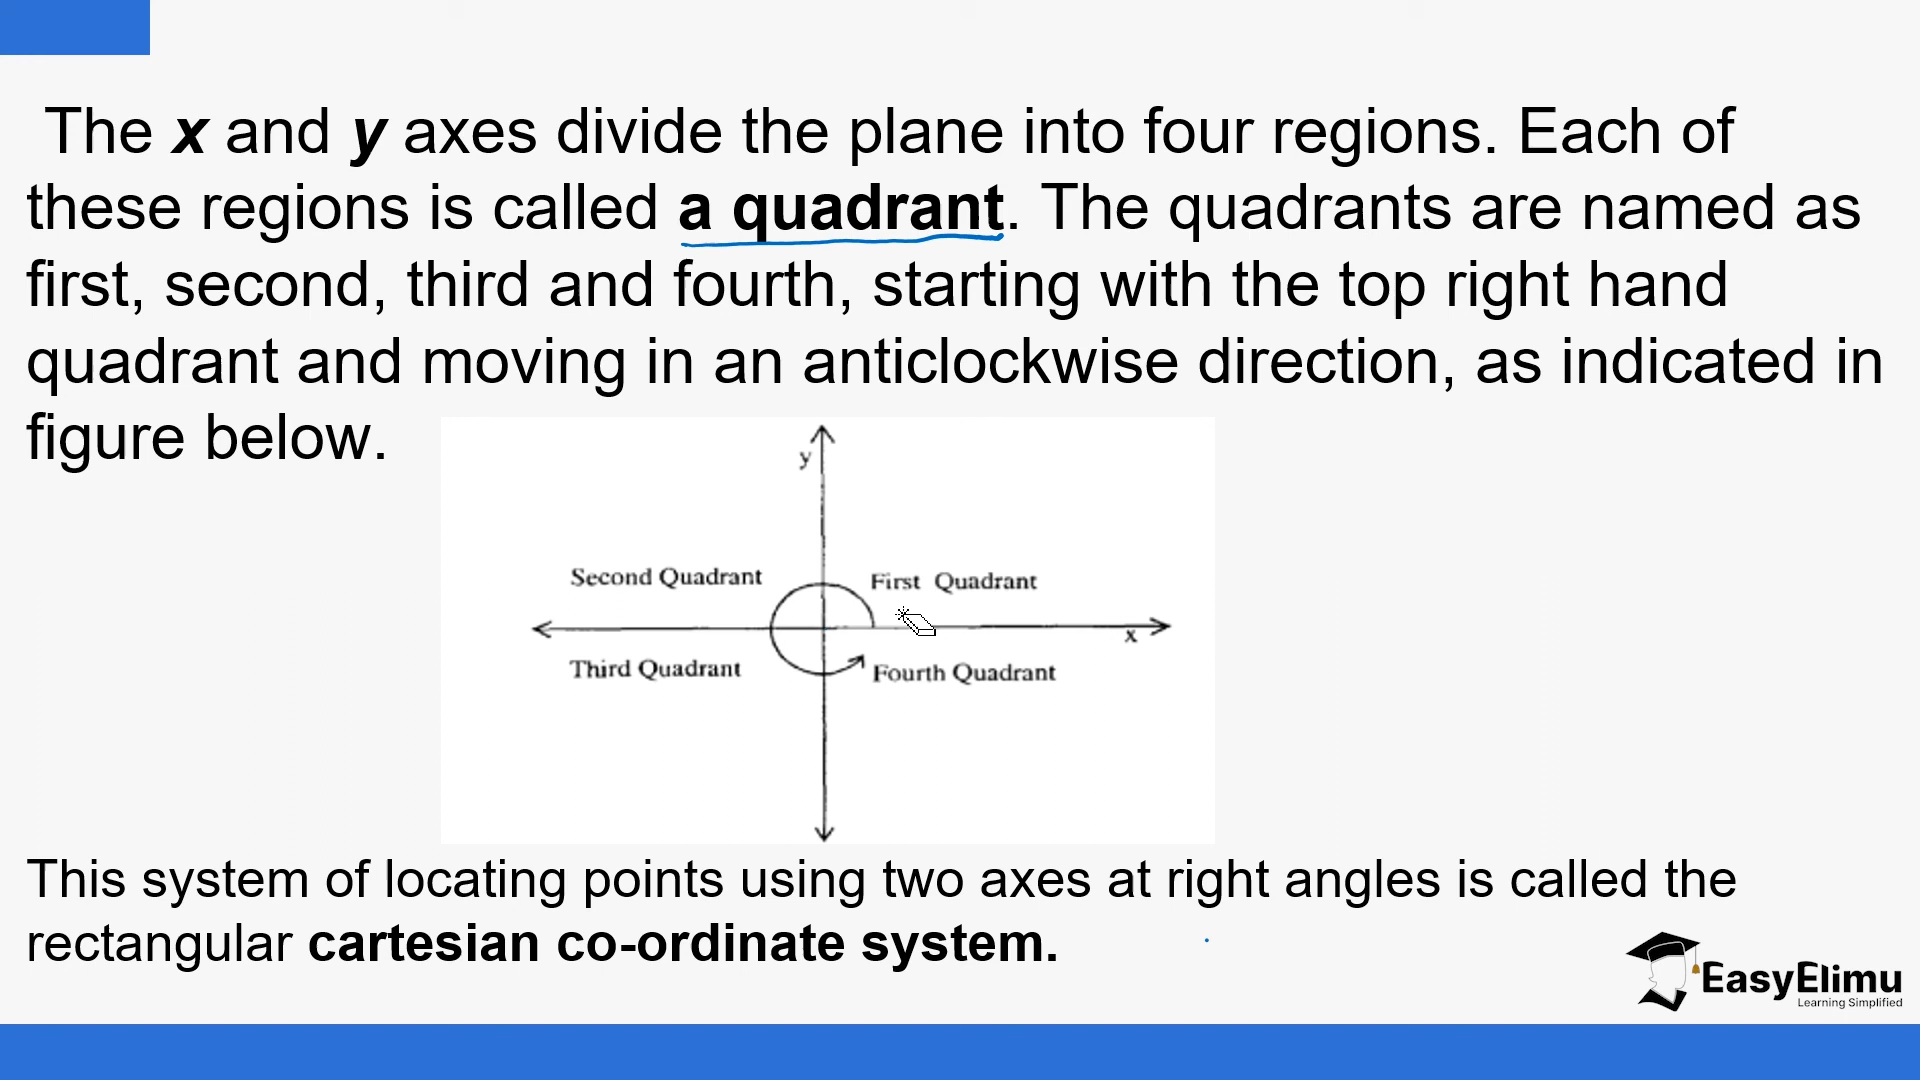 The x and y axes divide the plane into four regions. Each of
these regions is called a quadrant. The quadrants are named as
first, second, third and fourth, starting with the top right hand
quadrant and moving in an anticlockwise direction, as indicated in
figure below.
y
Second Quadrant
First Quadrant
x
Third Quadrant
Fourth Quadrant
This system of locating points using two axes at right angles is called the
rectangular cartesian co-ordinate system.
EasyElimu
Learning Simplified